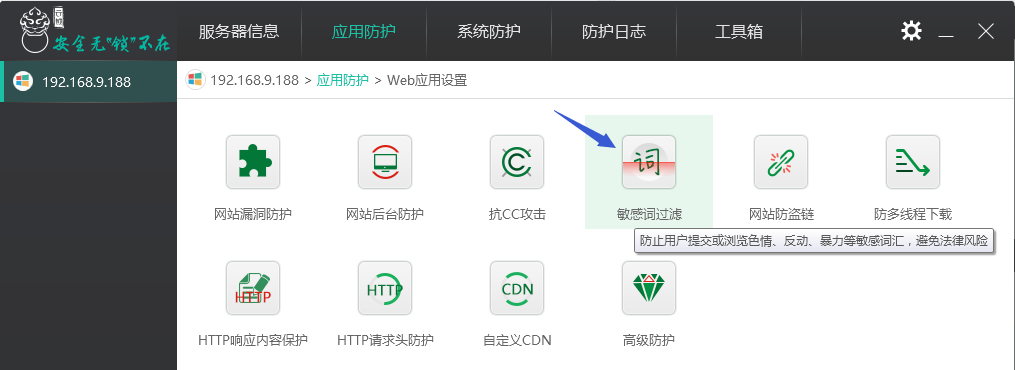 安全无“锁”不在
服务器信息 应用防护 系统防护 防护日志 工具箱
192.168.9.188
192.168.9.188 > 应用防护 > Web应用设置
词
网站漏洞防护 网站后台防护 抗CC攻击 敏感词过滤 网站防盗链 防多线程下载
防止用户提交或浏览色情、反动、暴力等敏感词汇，避免法律风险
HTTP HTTP CDN
HTTP响应内容保护 HTTP请求头防护 自定义CDN 高级防护